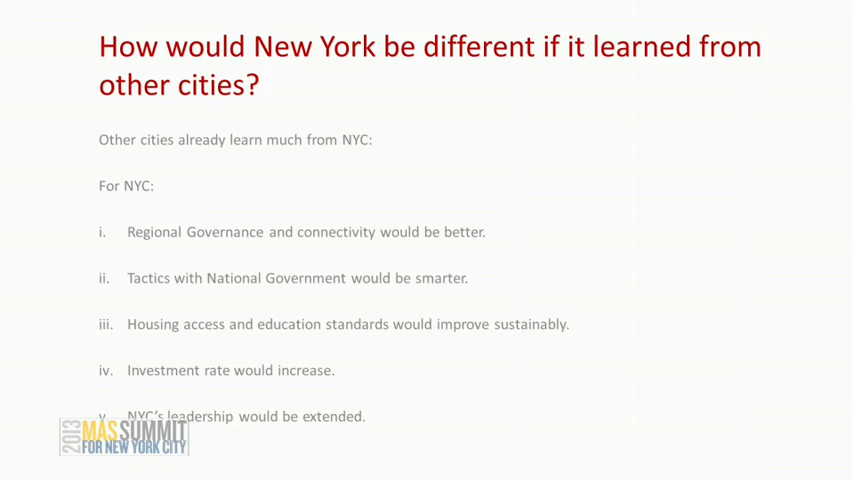 How would New York be different if it learned from
other cities?
Other cities already learn much from NYC:
For NYC:
i. Regional Governance and connectivity would be better.
ii. Tactics with National Government would be smarter.
iii. Housing access and education standards would improve sustainably.
iv. Investment rate would increase.
v. NYC's leadership would be extended.
2013 MAS SUMMIT
FOR NEW YORK CITY